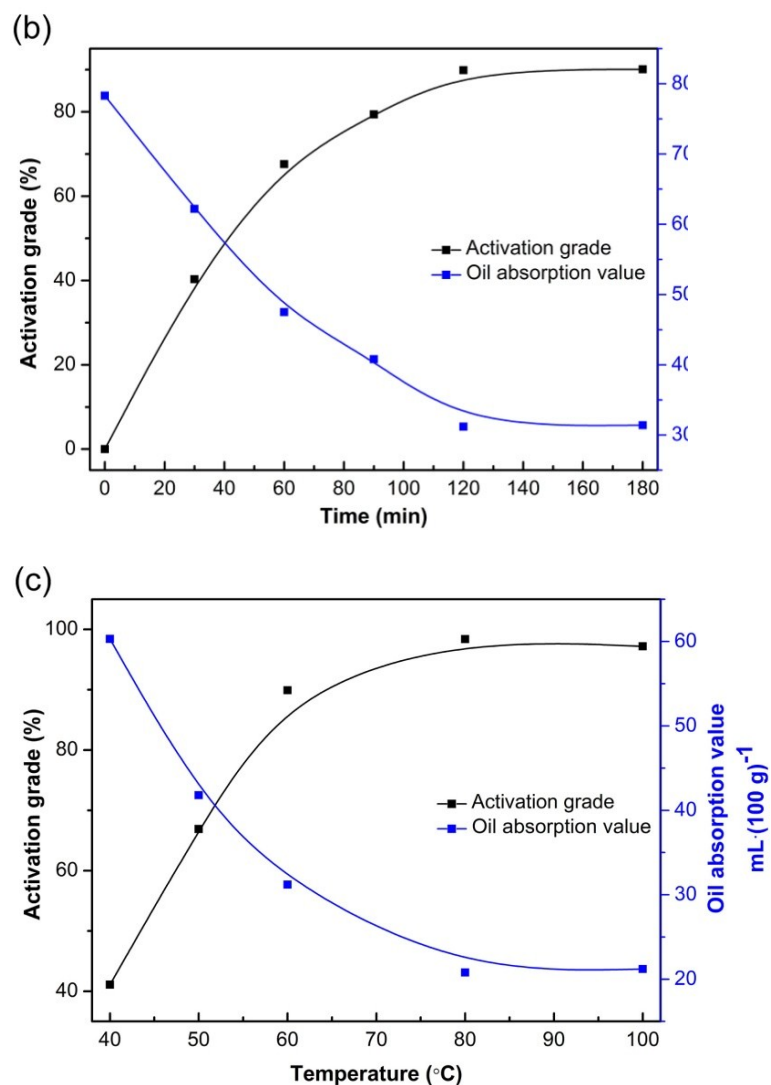 (b)
Activation grade (%)
80
60
40
20
0
Activation grade
Oil absorption value
80
70
60
50
40
30
0 20 40 60 80 100 120 140 160 180
Time (min)
(c)
Activation grade (%)
100
80
60
40
Activation grade
Oil absorption value
60
50
40
30
20
Oil absorption value
mL·(100 g)-1
40 50 60 70 80 90 100
Temperature (°C)